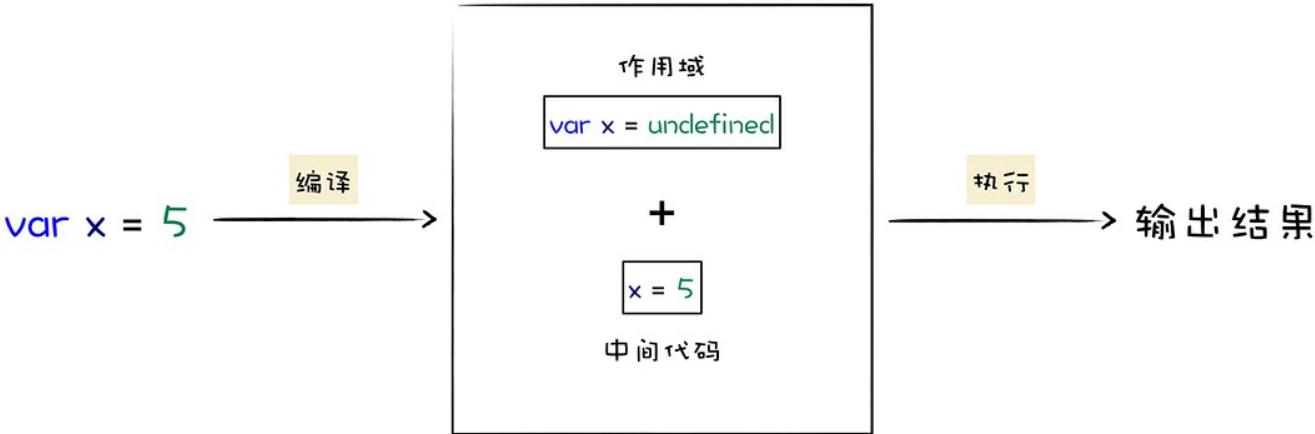 var x = 5
编译
作用域
var x = undefined
+
x = 5
中间代码
执行
输出结果